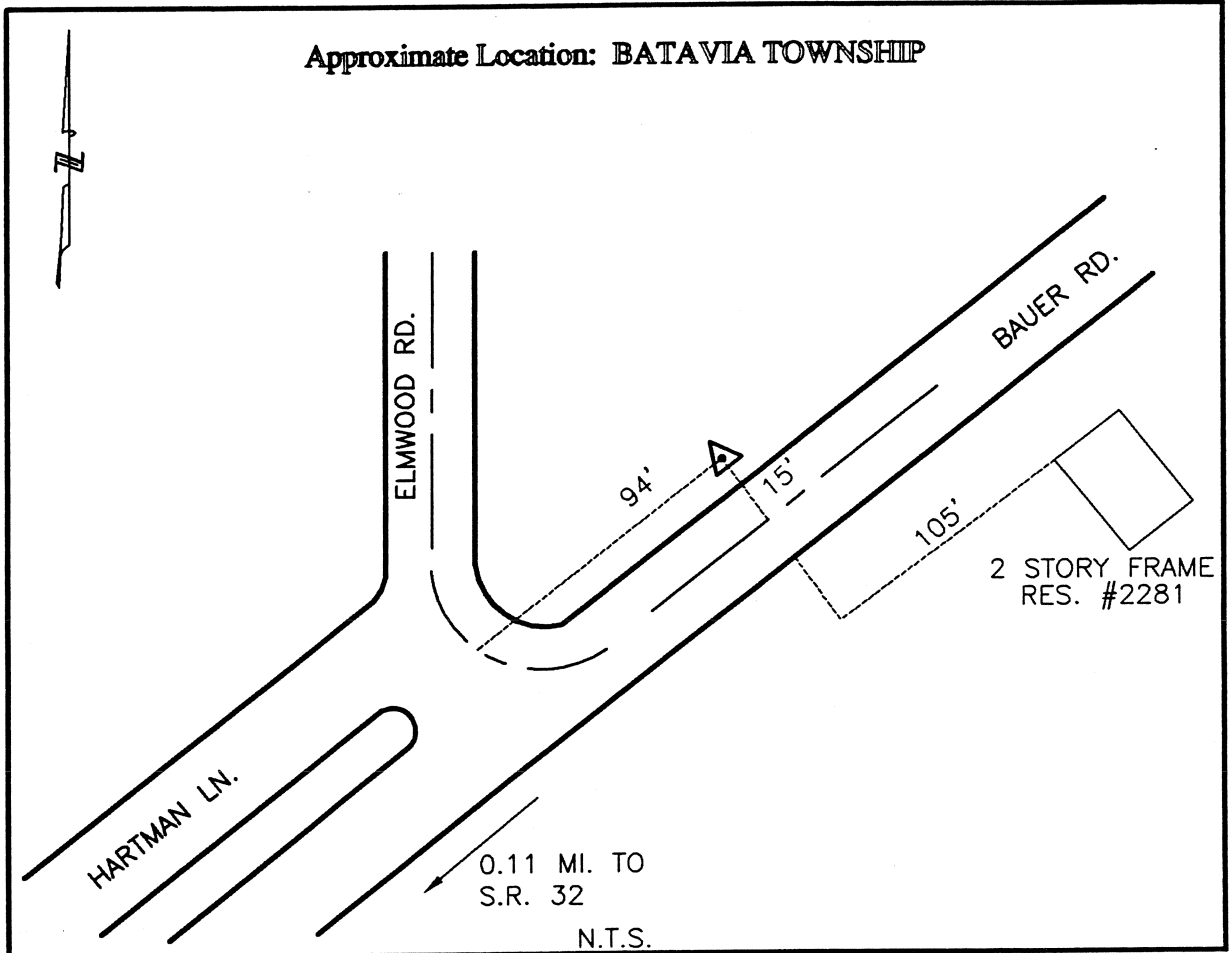 Approximate Location: BATAVIA TOWNSHIP
N
ELMWOOD RD.
BAUER RD.
94'
15'
105'
2 STORY FRAME
RES. #2281
HARTMAN LN.
0.11 MI. TO
S.R. 32
N.T.S.